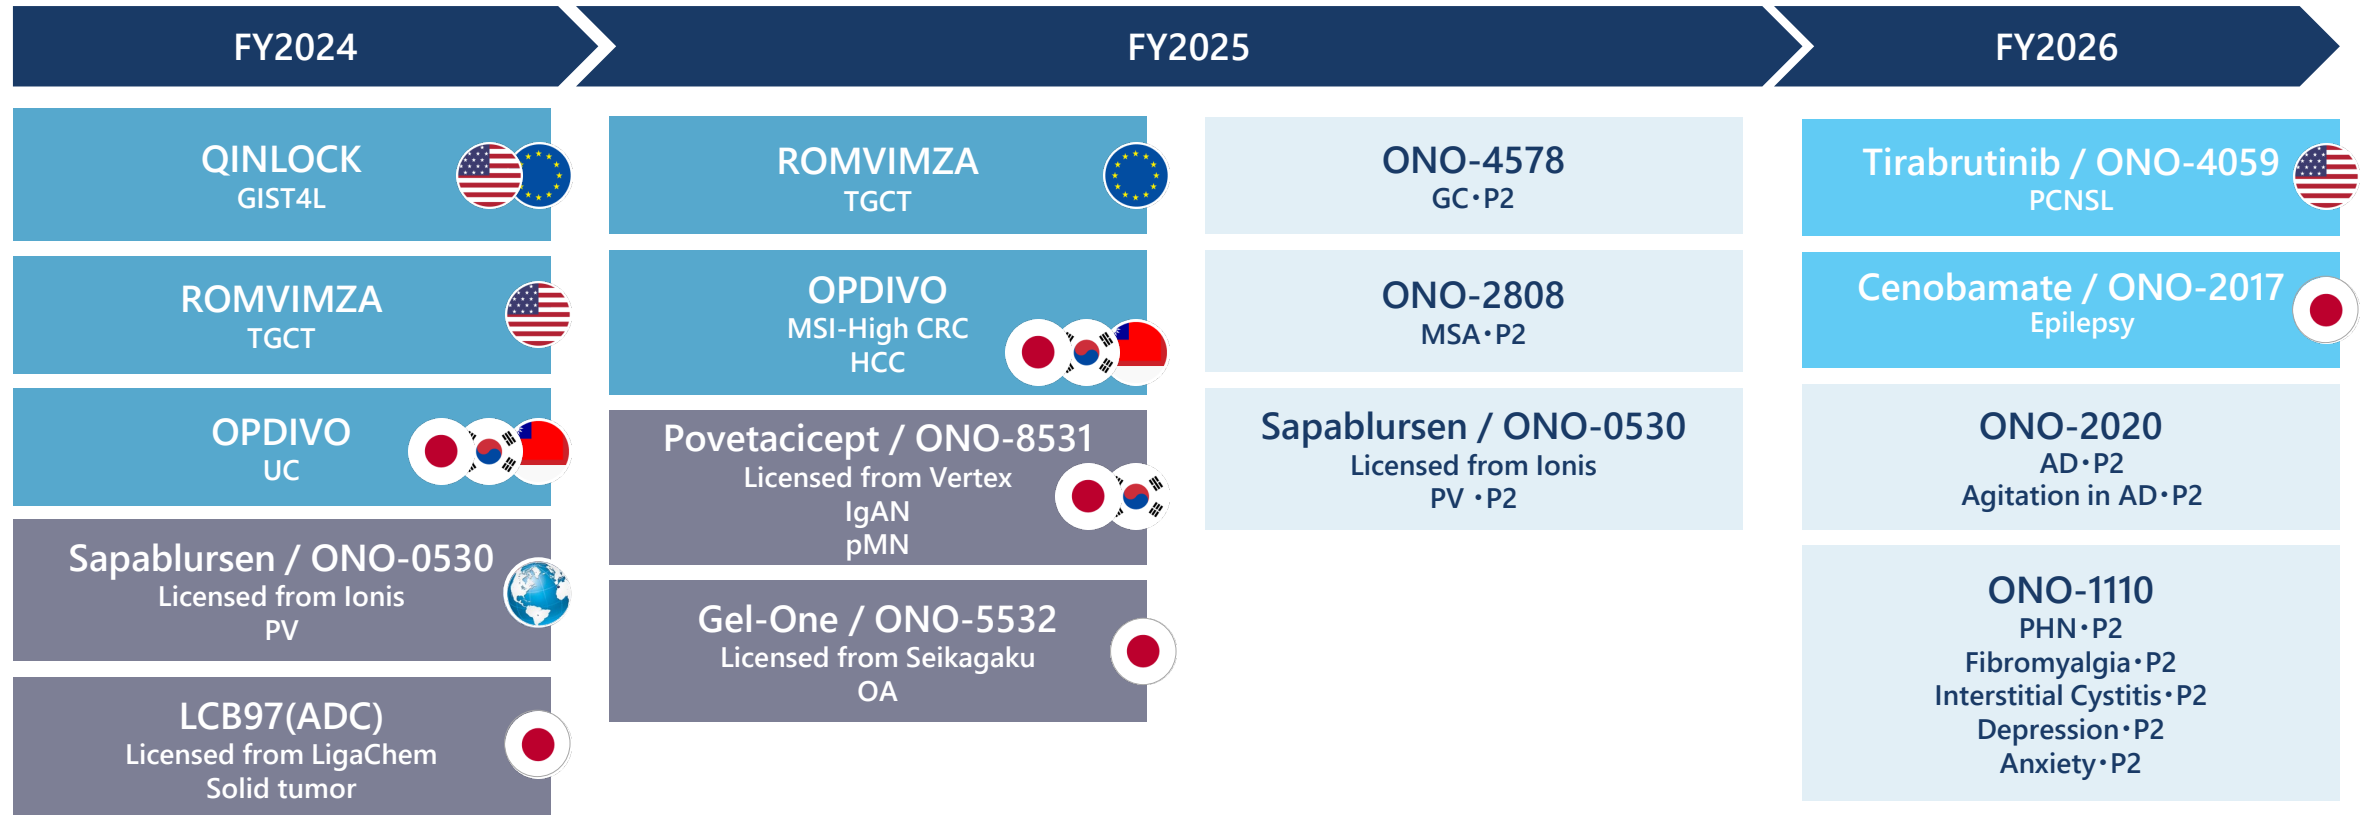 FY2024
FY2025
FY2026
QINLOCK
GIST4L
ROMVIMZA
TGCT
OPDIVO
UC
Sapablursen / ONO-0530
Licensed from Ionis
PV
LCB97(ADC)
Licensed from LigaChem
Solid tumor
ROMVIMZA
TGCT
OPDIVO
MSI-High CRC
HCC
Povetacicept / ONO-8531
Licensed from Vertex
IgAN
pMN
Gel-One / ONO-5532
Licensed from Seikagaku
OA
ONO-4578
GC・P2
ONO-2808
MSA・P2
Sapablursen / ONO-0530
Licensed from Ionis
PV ・P2
Tirabrutinib / ONO-4059
PCNSL
Cenobamate / ONO-2017
Epilepsy
ONO-2020
AD・P2
Agitation in AD・P2
ONO-1110
PHN・P2
Fibromyalgia・P2
Interstitial Cystitis・P2
Depression・P2
Anxiety・P2